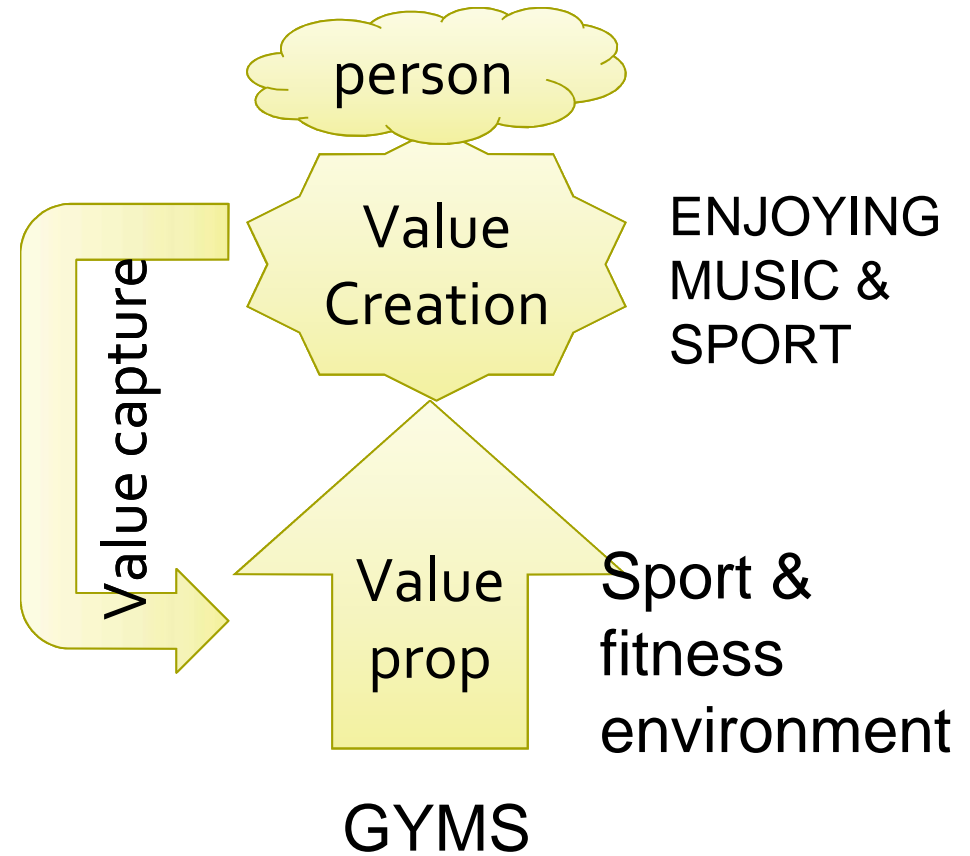 person
Value
Creation
ENJOYING
MUSIC &
SPORT
Value capture
Value
prop
Sport &
fitness
environment
GYMS